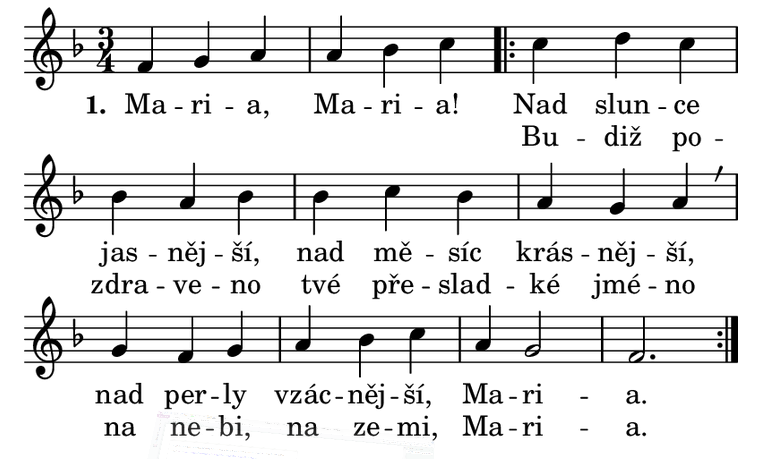 3
4
1. Ma - ri - a, Ma - ri - a! Nad slun - ce
Bu - diž po -
jas - něj - ší, nad mě - síc krás - něj - ší,
zdra - ve - no tvé pře - slad - ké jmé - no
nad per - ly vzác - něj - ší, Ma - ri - a.
na ne - bi, na ze - mi, Ma - ri - a.